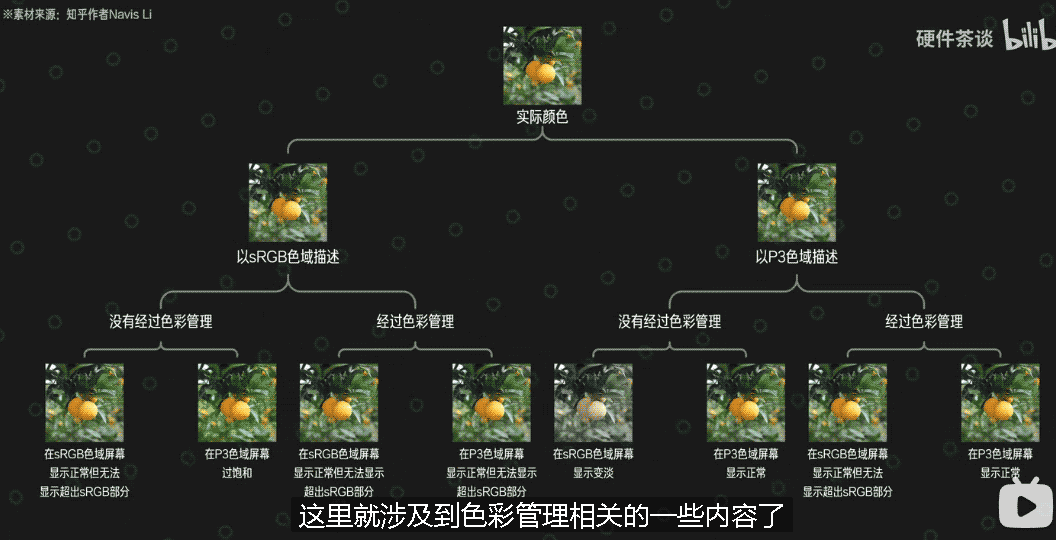 ※素材来源：知乎作者Navis Li
硬件茶谈 bilib
实际颜色
以sRGB色域描述
以P3色域描述
没有经过色彩管理
经过色彩管理
没有经过色彩管理
经过色彩管理
在sRGB色域屏幕
显示正常但无法
显示超出sRGB部分
在P3色域屏幕
过饱和
在sRGB色域屏幕
显示正常但无法显示
超出sRGB部分
在P3色域屏幕
显示正常但无法显示
超出sRGB部分
在sRGB色域屏幕
显示变淡
在P3色域屏幕
显示正常
在sRGB色域屏幕
显示正常但无法
显示超出sRGB部分
在P3色域屏幕
显示正常
这里就涉及到色彩管理相关的一些内容了